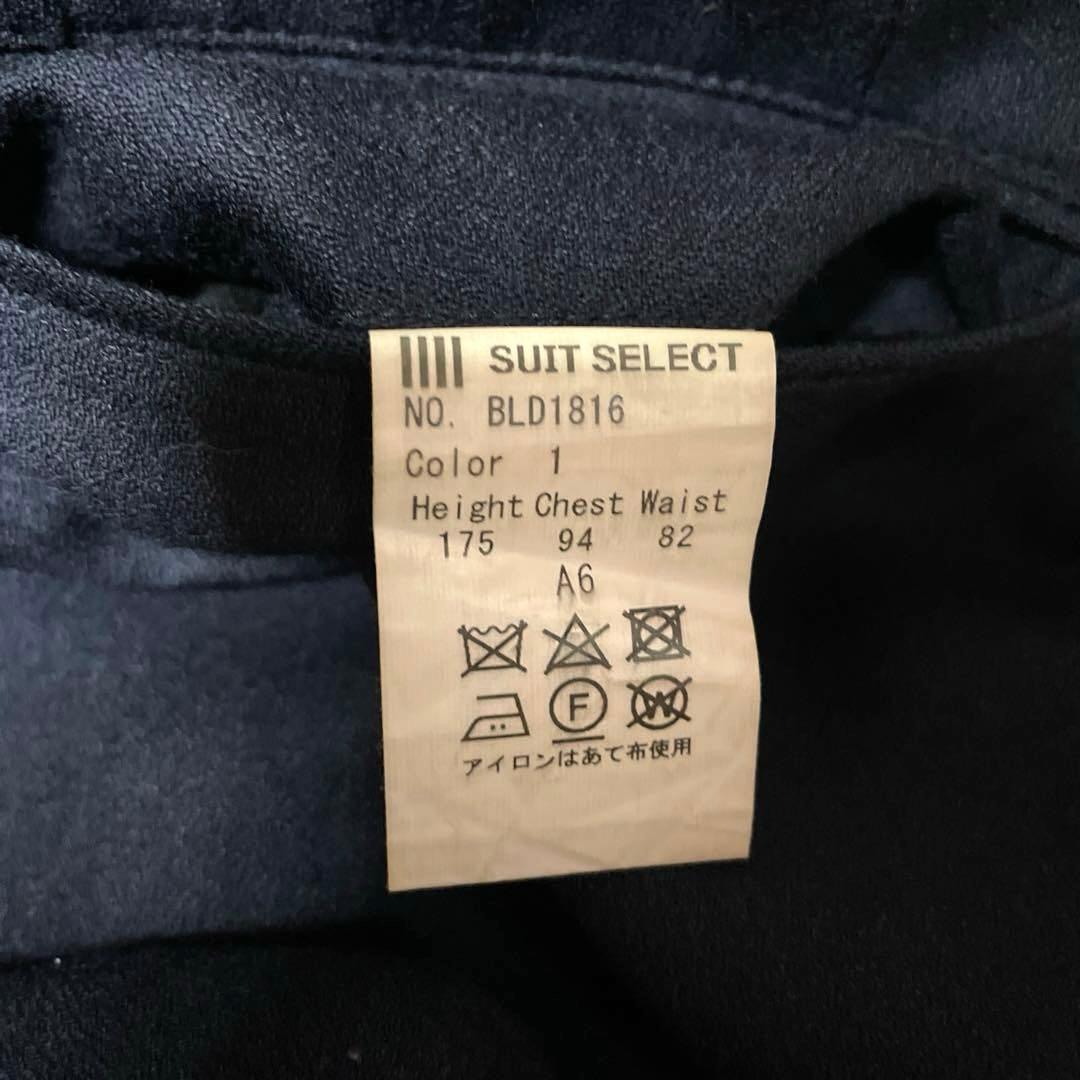 SUIT SELECT
NO. BLD1816
Color 1
Height Chest Waist
175 94 82
A6
F W
アイロンはあて布使用